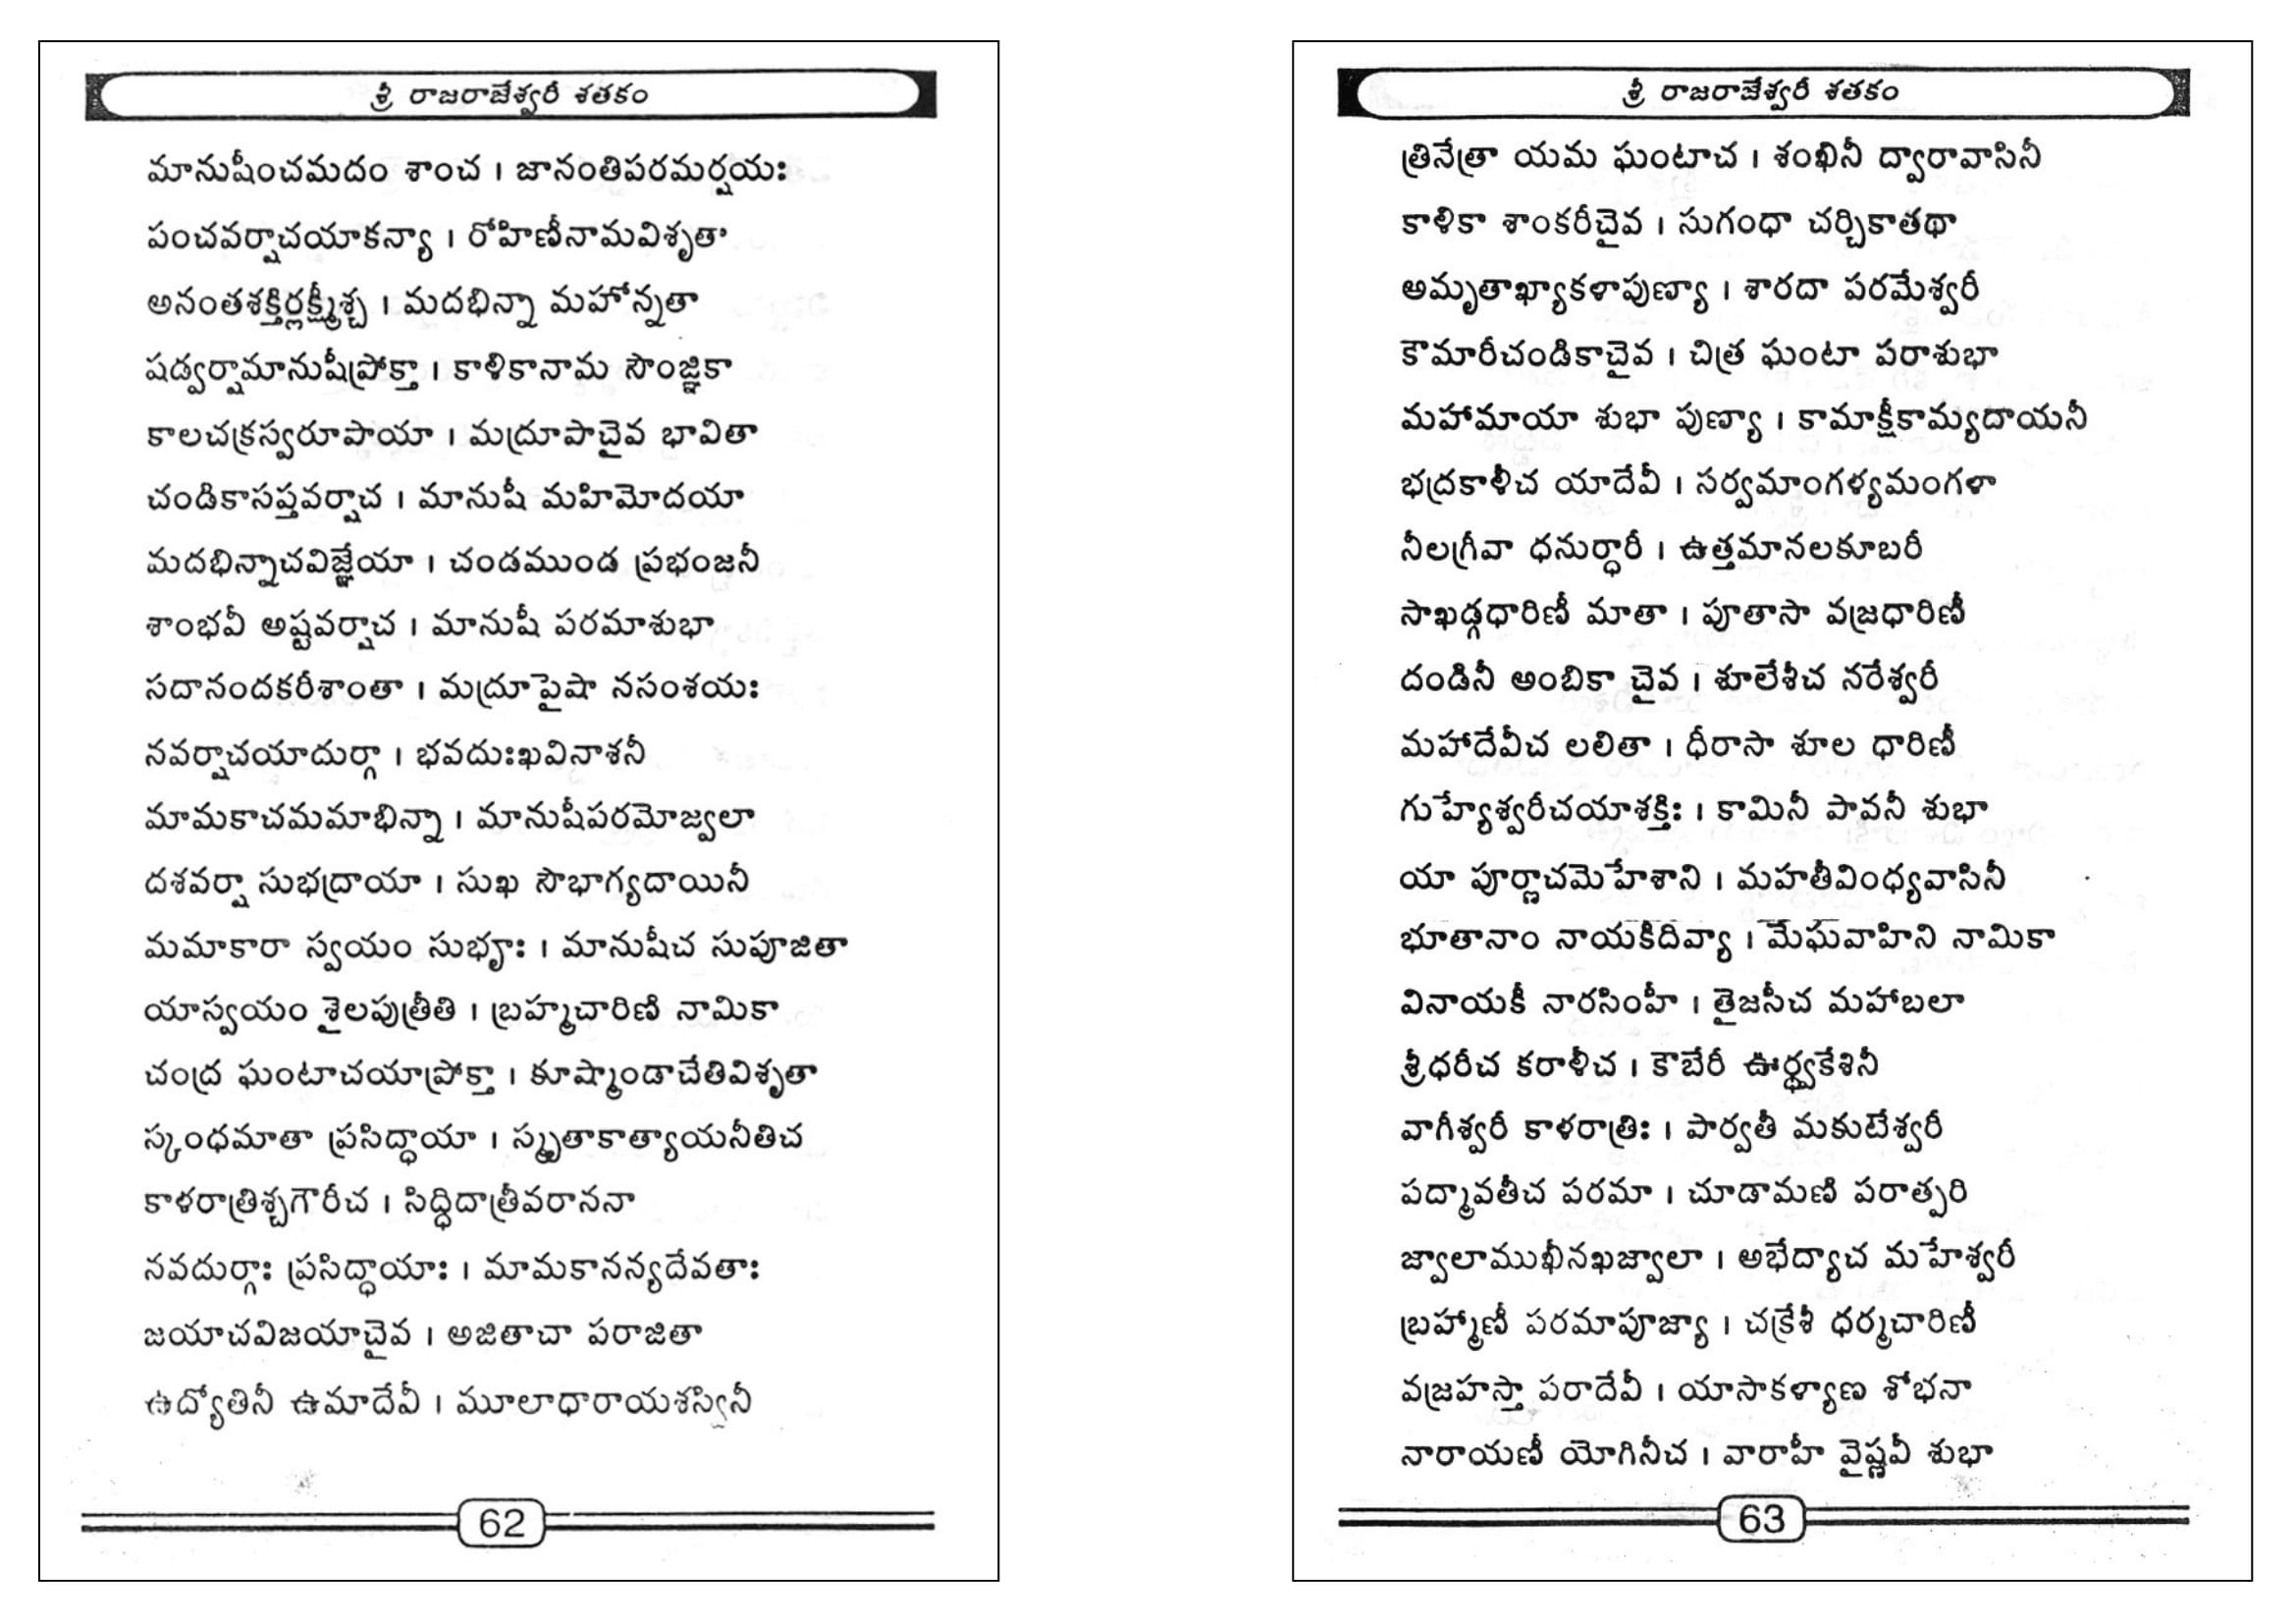 శ్రీ రాజరాజేశ్వరీ శతకం
మానుషీంచమదం శాంచ । జానంతిపరమర్షయః
పంచవర్షాచయాకన్యా । రోహిణీనామవిశృతా
అనంతశక్తిర్లక్ష్మీశ్చ । మదభిన్నా మహోన్నతా
షడ్వర్షామానుషీప్రోక్తా । కాళికానామ సౌంజ్ఞికా
కాలచక్రస్వరూపాయా । మద్రూపాచైవ భావితా
చండికాసప్తవర్షాచ । మానుషీ మహిమోదయా
మదభిన్నాచవిజ్ఞేయా । చండముండ ప్రభంజనీ
శాంభవీ అష్టవర్షాచ । మానుషీ పరమాశుభా
సదానందకరీశాంతా । మద్రూపైషా నసంశయః
నవర్షాచయాదుర్గా । భవదుఃఖవినాశనీ
మామకాచమమాభిన్నా । మానుషీపరమోజ్వలా
దశవర్షా సుభద్రాయా । సుఖ సౌభాగ్యదాయినీ
మమాకారా స్వయం సుభ్రూః । మానుషీచ సుపూజితా
యాస్వయం శైలపుత్రీతి । బ్రహ్మచారిణి నామికా
చంద్ర ఘంటాచయాప్రోక్తా । కూష్మాండాచేతివిశృతా
స్కంధమాతా ప్రసిద్ధాయా । స్మృతాకాత్యాయనీతిచ
కాళరాత్రిశ్చగౌరీచ । సిద్ధిదాత్రీవరాననా
నవదుర్గాః ప్రసిద్ధాయాః । మామకానన్యదేవతాః
జయాచవిజయాచైవ । అజితాచా పరాజితా
ఉద్యోతినీ ఉమాదేవీ । మూలాధారాయశస్వినీ
62
శ్రీ రాజరాజేశ్వరీ శతకం
త్రినేత్రా యమ ఘంటాచ । శంఖినీ ద్వారావాసినీ
కాళికా శాంకరీచైవ । సుగంధా చర్చికాతథా
అమృతాఖ్యాకళాపుణ్యా । శారదా పరమేశ్వరీ
కౌమారీచండికాచైవ । చిత్ర ఘంటా పరాశుభా
మహామాయా శుభా పుణ్యా । కామాక్షీకామ్యదాయనీ
భద్రకాళీచ యాదేవీ । సర్వమాంగళ్యమంగళా
నీలగ్రీవా ధనుర్ధారీ । ఉత్తమానలకూబరీ
సాఖడ్గధారిణీ మాతా । పూతాసా వజ్రధారిణీ
దండినీ అంబికా చైవ । శూలేశీచ నరేశ్వరీ
మహాదేవీచ లలితా । ధీరాసా శూల ధారిణీ
గుహ్యేశ్వరీచయాశక్తిః । కామినీ పావనీ శుభా
యా పూర్ణాచమెహేశాని । మహతీవింధ్యవాసినీ
భూతానాం నాయకీదివ్యా । మేఘవాహిని నామికా
వినాయకీ నారసింహీ । తైజసీచ మహాబలా
శ్రీధరీచ కరాళీచ । కౌబేరీ ఊర్ధ్వకేశినీ
వాగీశ్వరీ కాళరాత్రిః । పార్వతీ మకుటేశ్వరీ
పద్మావతీచ పరమా । చూడామణి పరాత్పరి
జ్వాలాముఖీనఖజ్వాలా । అభేద్యాచ మహేశ్వరీ
బ్రహ్మాణీ పరమాపూజ్యా । చక్రేశీ ధర్మచారిణీ
వజ్రహస్తా పరాదేవీ । యాసాకళ్యాణ శోభనా
నారాయణీ యోగినీచ । వారాహీ వైష్ణవీ శుభా
63